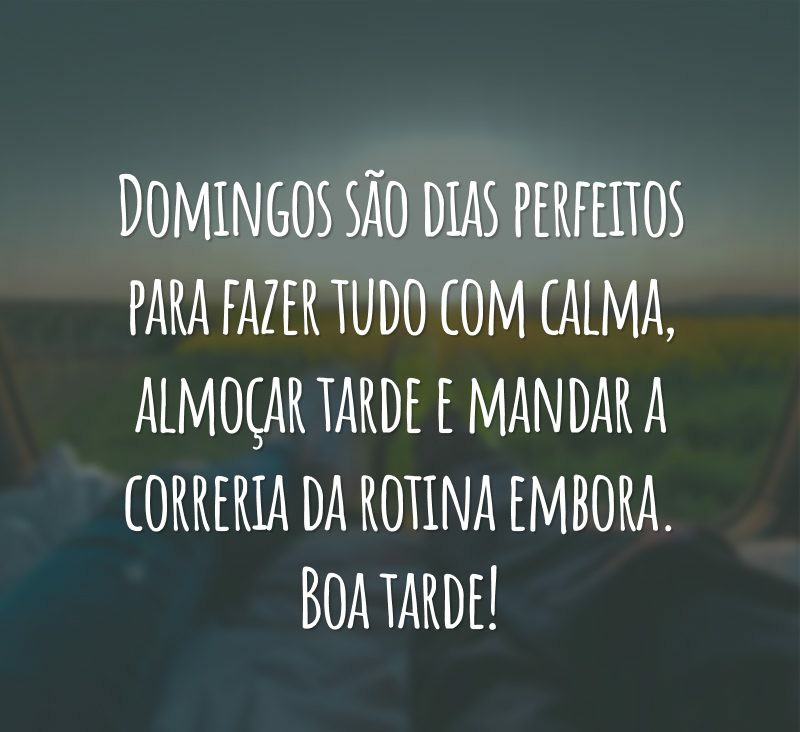 Domingos são dias perfeitos
para fazer tudo com calma,
almoçar tarde e mandar a
correria da rotina embora.
Boa tarde!